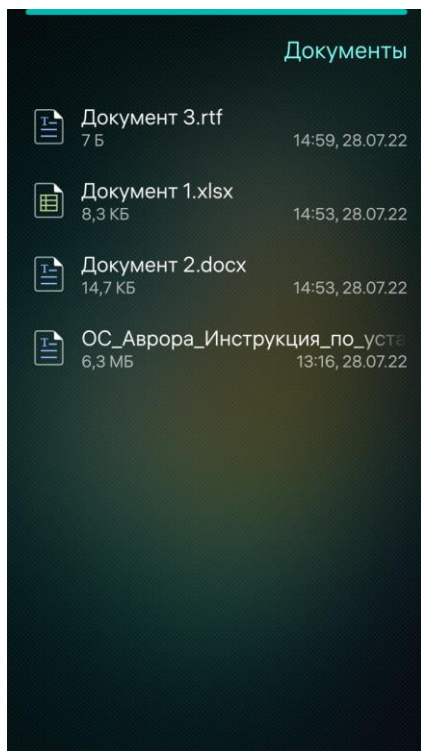 Документы
Документ 3.rtf
7 Б 14:59, 28.07.22
Документ 1.xlsx
8,3 КБ 14:53, 28.07.22
Документ 2.docx
14,7 КБ 14:53, 28.07.22
ОС_Аврора_Инструкция_по_уста
6,3 МБ 13:16, 28.07.22